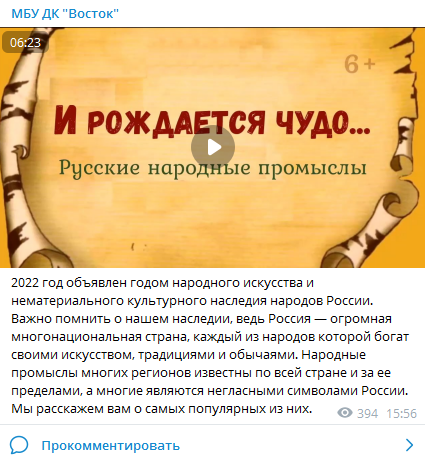 МБУ ДК "Восток"
06:23
6+
И РОЖДАЕТСЯ ЧУДО...
Русские народные промыслы
2022 год объявлен годом народного искусства и
нематериального культурного наследия народов России.
Важно помнить о нашем наследии, ведь Россия — огромная
многонациональная страна, каждый из народов которой богат
своими искусством, традициями и обычаями. Народные
промыслы многих регионов известны по всей стране и за ее
пределами, а многие являются негласными символами России.
Мы расскажем вам о самых популярных из них.
394 15:56
Прокомментировать